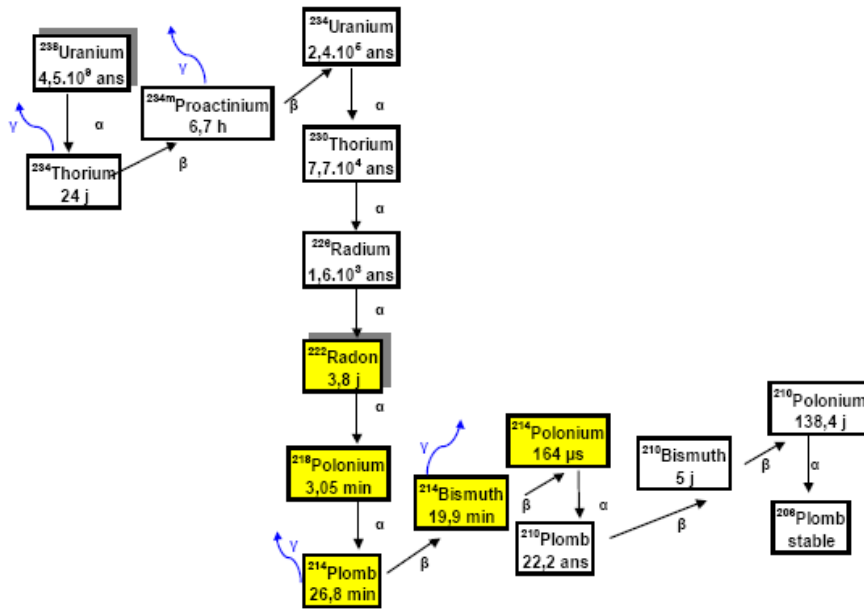 ²³⁸Uranium
4,5.10⁹ ans
α
γ
²³⁴Thorium
24 j
β
γ
²³⁴ᵐProactinium
6,7 h
β
²³⁴Uranium
2,4.10⁵ ans
α
²³⁰Thorium
7,7.10⁴ ans
α
²²⁶Radium
1,6.10³ ans
α
²²²Radon
3,8 j
α
²¹⁸Polonium
3,05 min
α
γ
²¹⁴Plomb
26,8 min
β
γ
²¹⁴Bismuth
19,9 min
β
²¹⁴Polonium
164 µs
α
²¹⁰Plomb
22,2 ans
β
²¹⁰Bismuth
5 j
β
²¹⁰Polonium
138,4 j
α
²⁰⁶Plomb
stable